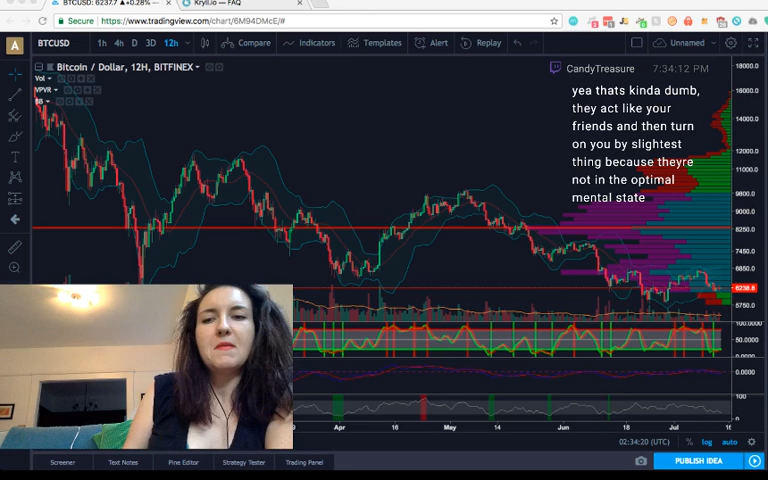 BTCUSD: 6237.7 ▲+0.28%
Kryll.io — FAQ
Secure
https://www.tradingview.com/chart/6M94DMcE/#
A
BTCUSD
1h 4h D 3D 12h
Compare
Indicators
Templates
Alert
Replay
Unnamed
Bitcoin / Dollar, 12H, BITFINEX
Vol
VPVR
BB
CandyTreasure 7:34:12 PM
yea thats kinda dumb,
they act like your
friends and then turn
on you by slightest
thing because theyre
not in the optimal
mental state
18000.0
16000.0
14000.0
12000.0
9800.0
9000.0
8250.0
7450.0
6850.0
6238.8
5750.0
100.0000
50.0000
0.0000
0.0000
100
0
Apr 16 May 14 Jun 18 Jul 16
02:34:20 (UTC) % log auto
Screener
Text Notes
Pine Editor
Strategy Tester
Trading Panel
PUBLISH IDEA